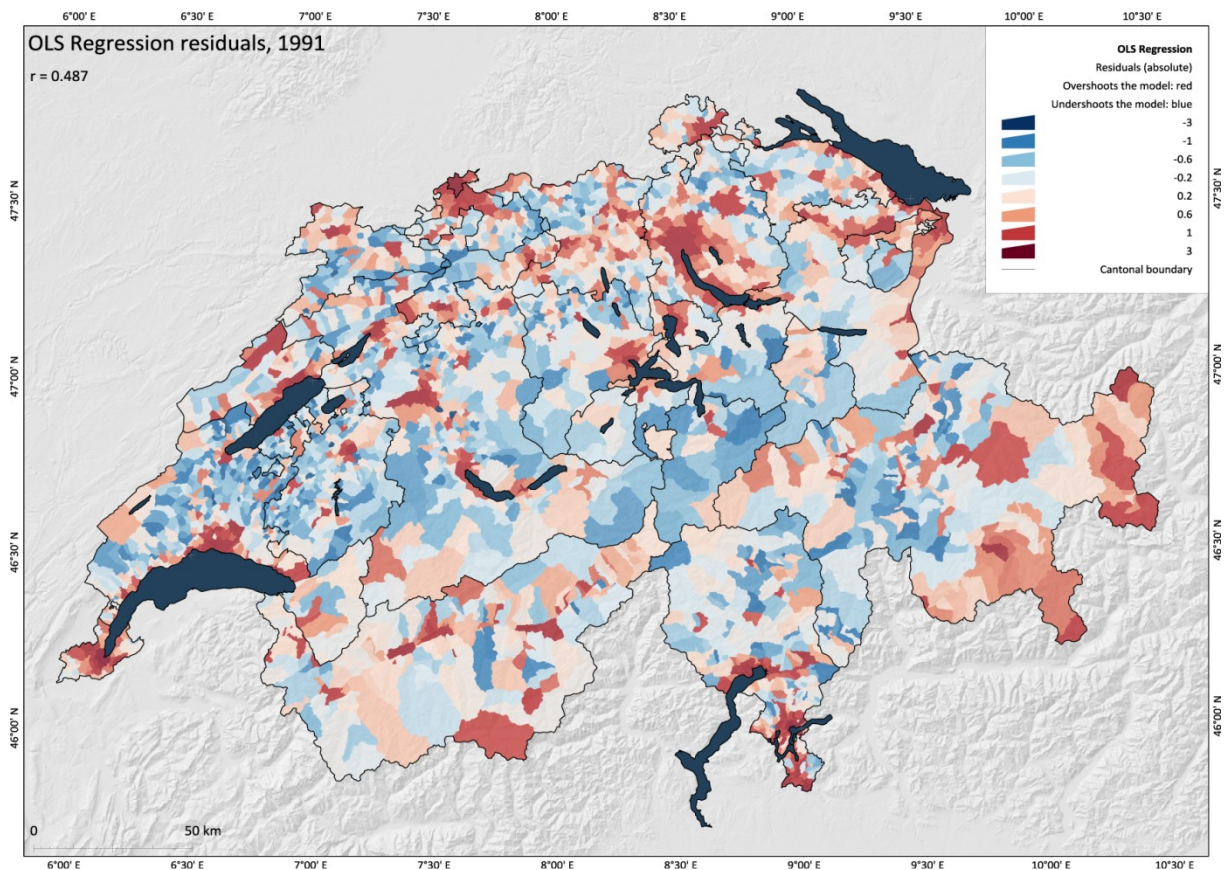 6°00' E 6°30' E 7°00' E 7°30' E 8°00' E 8°30' E 9°00' E 9°30' E 10°00' E 10°30' E
OLS Regression residuals, 1991
r = 0.487
OLS Regression
Residuals (absolute)
Overshoots the model: red
Undershoots the model: blue
-3
-1
-0.6
-0.2
0.2
0.6
1
3
Cantonal boundary
47°30' N 47°30' N
47°00' N 47°00' N
46°30' N 46°30' N
46°00' N 46°00' N
0 50 km
6°00' E 6°30' E 7°00' E 7°30' E 8°00' E 8°30' E 9°00' E 9°30' E 10°00' E 10°30' E